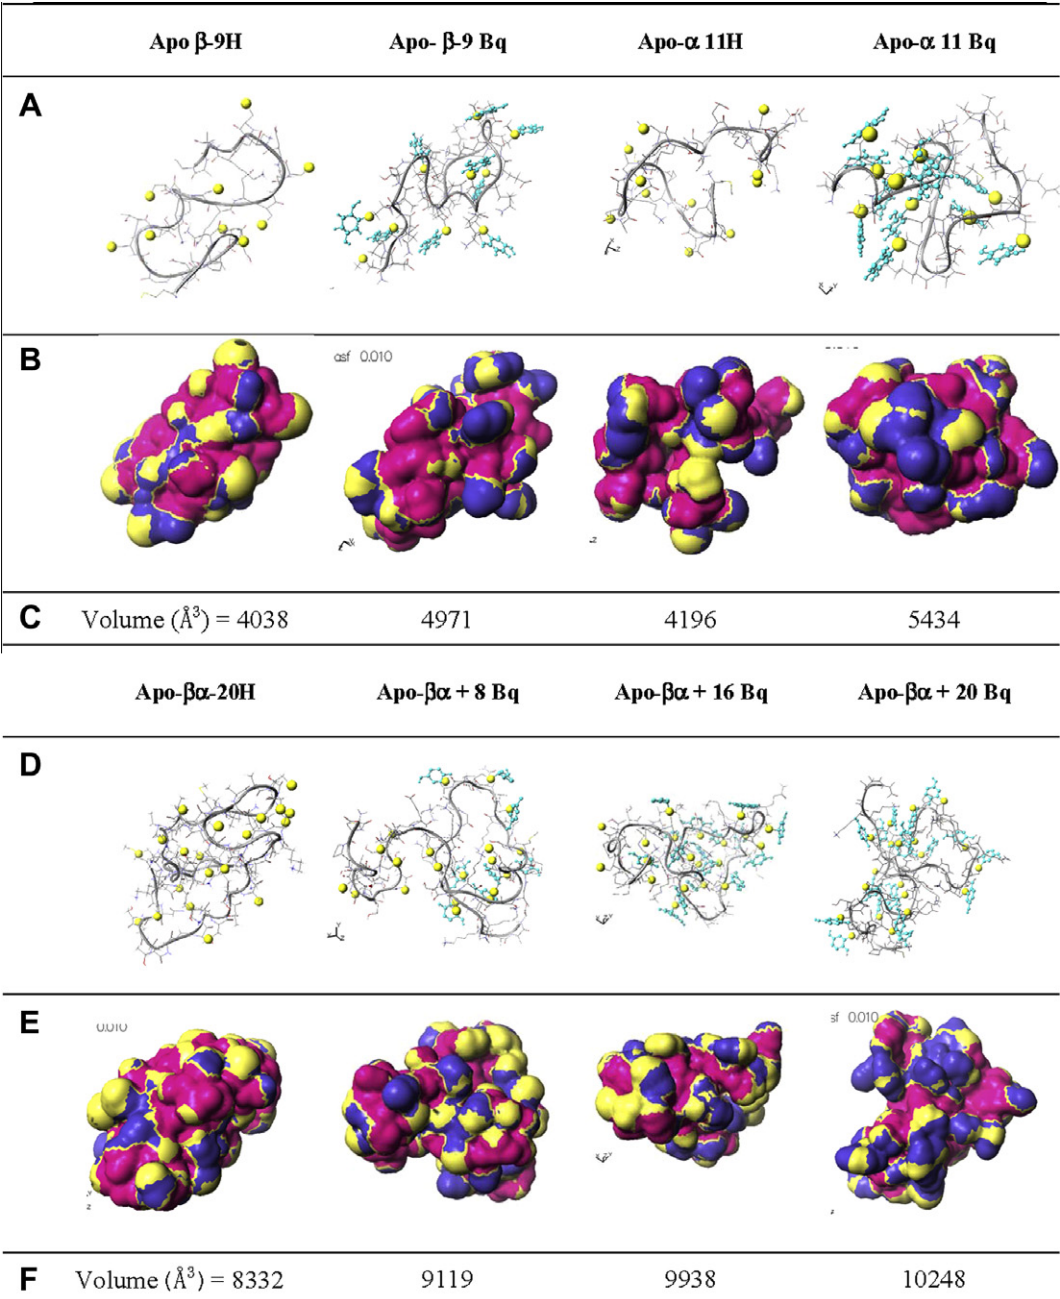 Apo β-9H Apo- β-9 Bq Apo-α 11H Apo-α 11 Bq
A
B
asf 0.010
C Volume (Å³) = 4038 4971 4196 5434
Apo-βα-20H Apo-βα + 8 Bq Apo-βα + 16 Bq Apo-βα + 20 Bq
D
E
0.010
sf 0.010
F Volume (Å³) = 8332 9119 9938 10248